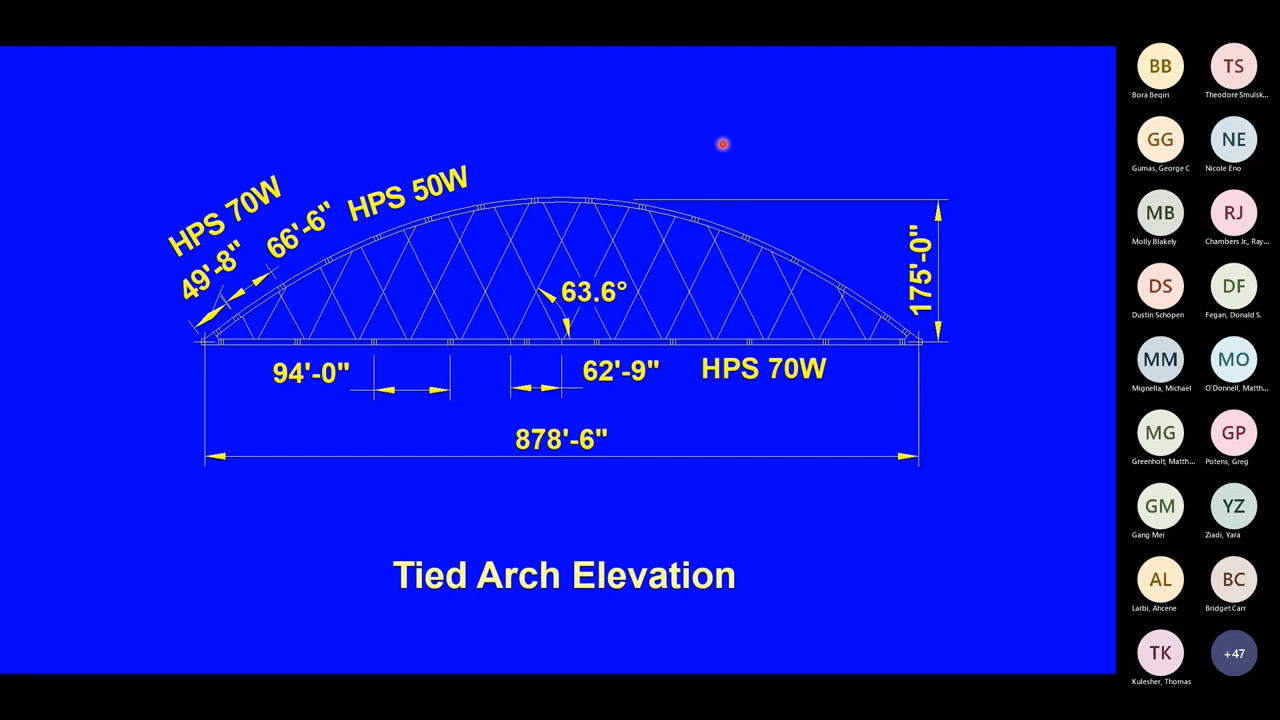 HPS 70W
49'-8"
66'-6"
HPS 50W
63.6°
175'-0"
94'-0"
62'-9"
HPS 70W
878'-6"
Tied Arch Elevation
BB
Bora Beqiri
TS
Theodore Smulsk...
GG
Gumas, George C
NE
Nicole Eno
MB
Molly Blakely
RJ
Chambers Jr., Ray...
DS
Dustin Schopen
DF
Fegan, Donald S.
MM
Mignella, Michael
MO
O'Donnell, Matth...
MG
Greenholt, Matth...
GP
Potens, Greg
GM
Gang Mei
YZ
Ziadi, Yara
AL
Larbi, Ahcene
BC
Bridget Carr
TK
Kulesher, Thomas
+47